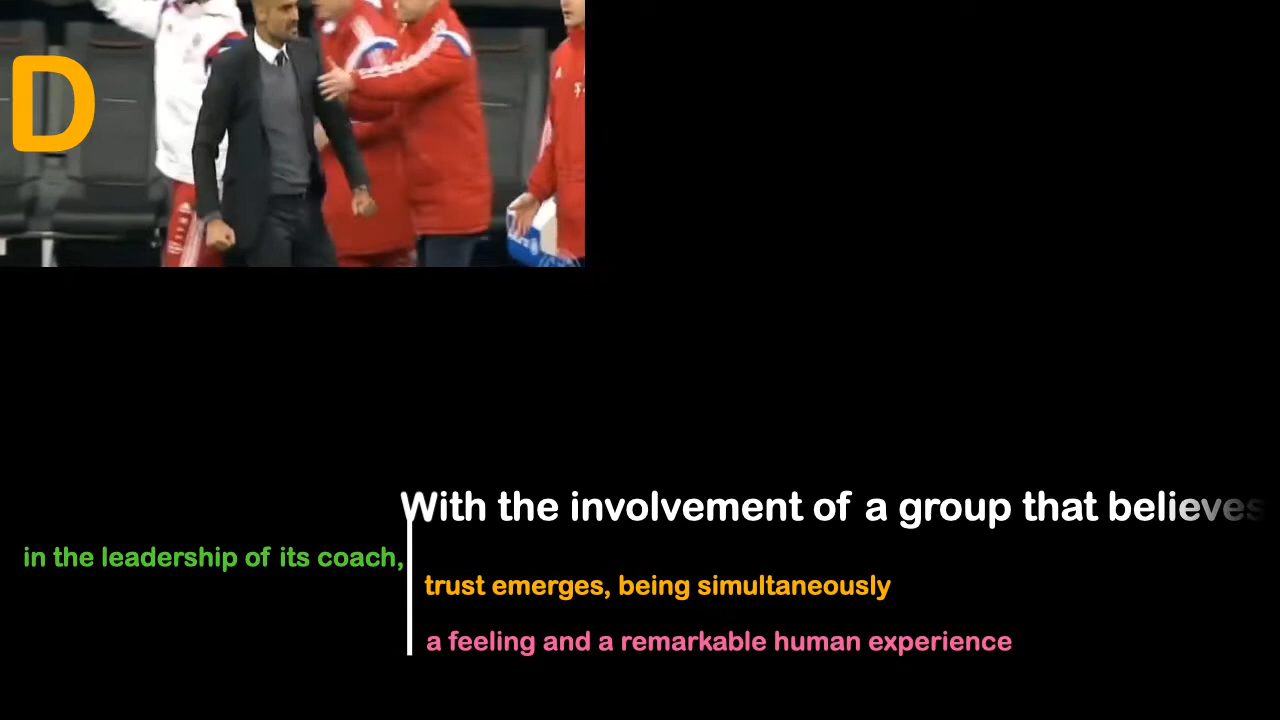 D
With the involvement of a group that believes
in the leadership of its coach,
trust emerges, being simultaneously
a feeling and a remarkable human experience